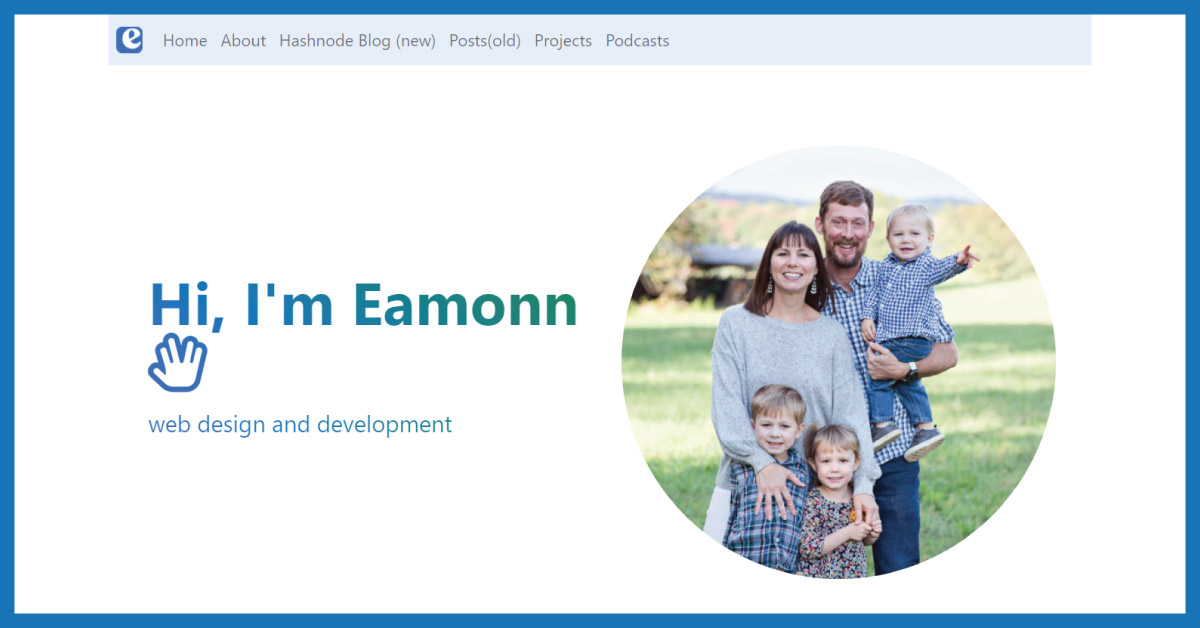 e
Home About Hashnode Blog (new) Posts(old) Projects Podcasts
Hi, I'm Eamonn
web design and development